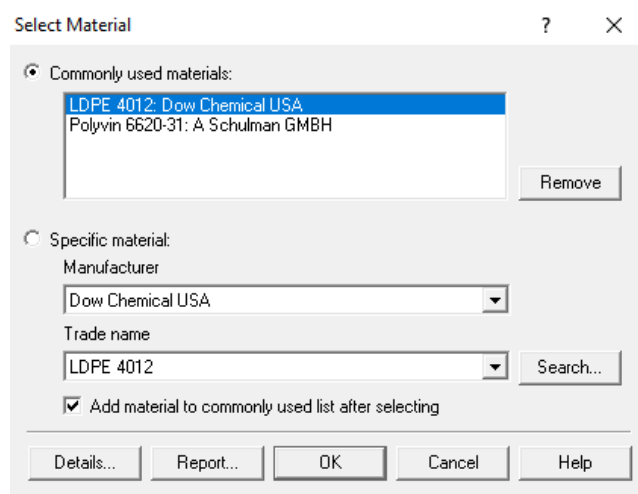 Select Material ?
Commonly used materials:
LDPE 4012: Dow Chemical USA
Polyvin 6620-31: A Schulman GMBH
Remove
Specific material:
Manufacturer
Dow Chemical USA
Trade name
LDPE 4012 Search...
Add material to commonly used list after selecting
Details... Report... OK Cancel Help